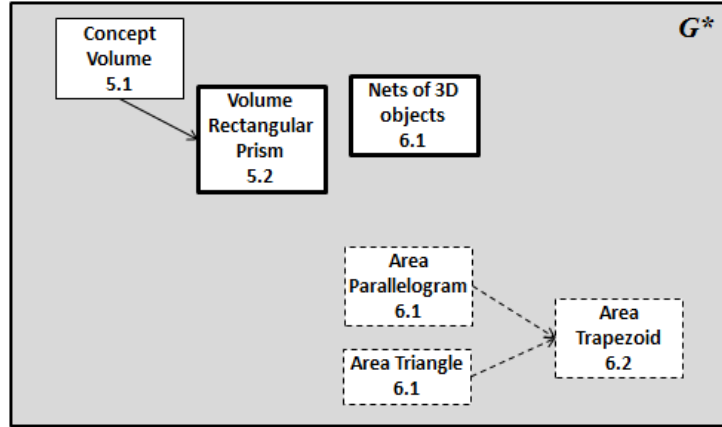 G*
Concept
Volume
5.1
Volume
Rectangular
Prism
5.2
Nets of 3D
objects
6.1
Area
Parallelogram
6.1
Area
Trapezoid
6.2
Area Triangle
6.1